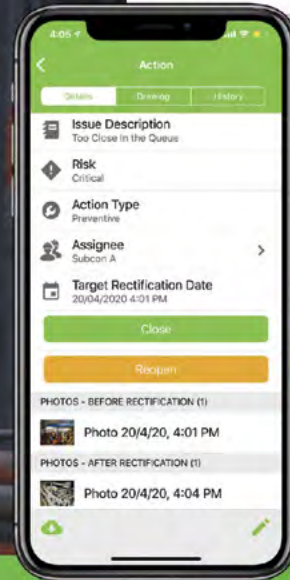 4:05
Action
Details Drawing History
Issue Description
Too Close In the Queue
Risk
Critical
Action Type
Preventive
Assignee
Subcon A
Target Rectification Date
20/04/2020 4:01 PM
Close
Reopen
PHOTOS - BEFORE RECTIFICATION (1)
Photo 20/4/20, 4:01 PM
PHOTOS - AFTER RECTIFICATION (1)
Photo 20/4/20, 4:04 PM